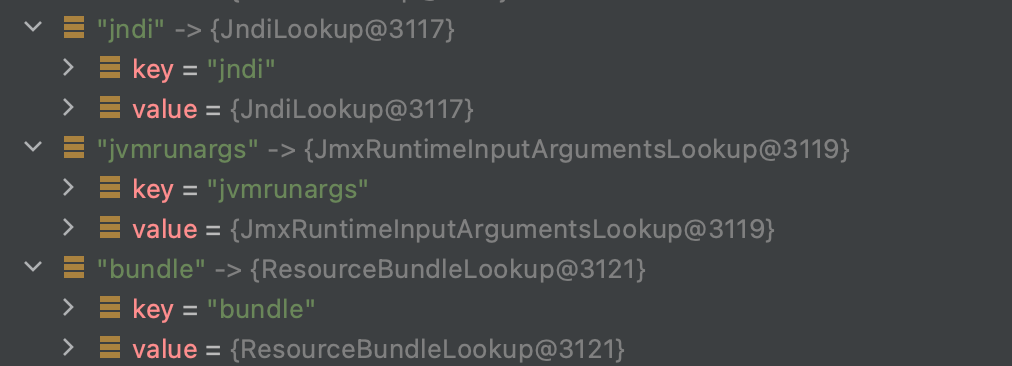 "jndi" -> {JndiLookup@3117}
key = "jndi"
value = {JndiLookup@3117}
"jvmrunargs" -> {JmxRuntimeInputArgumentsLookup@3119}
key = "jvmrunargs"
value = {JmxRuntimeInputArgumentsLookup@3119}
"bundle" -> {ResourceBundleLookup@3121}
key = "bundle"
value = {ResourceBundleLookup@3121}